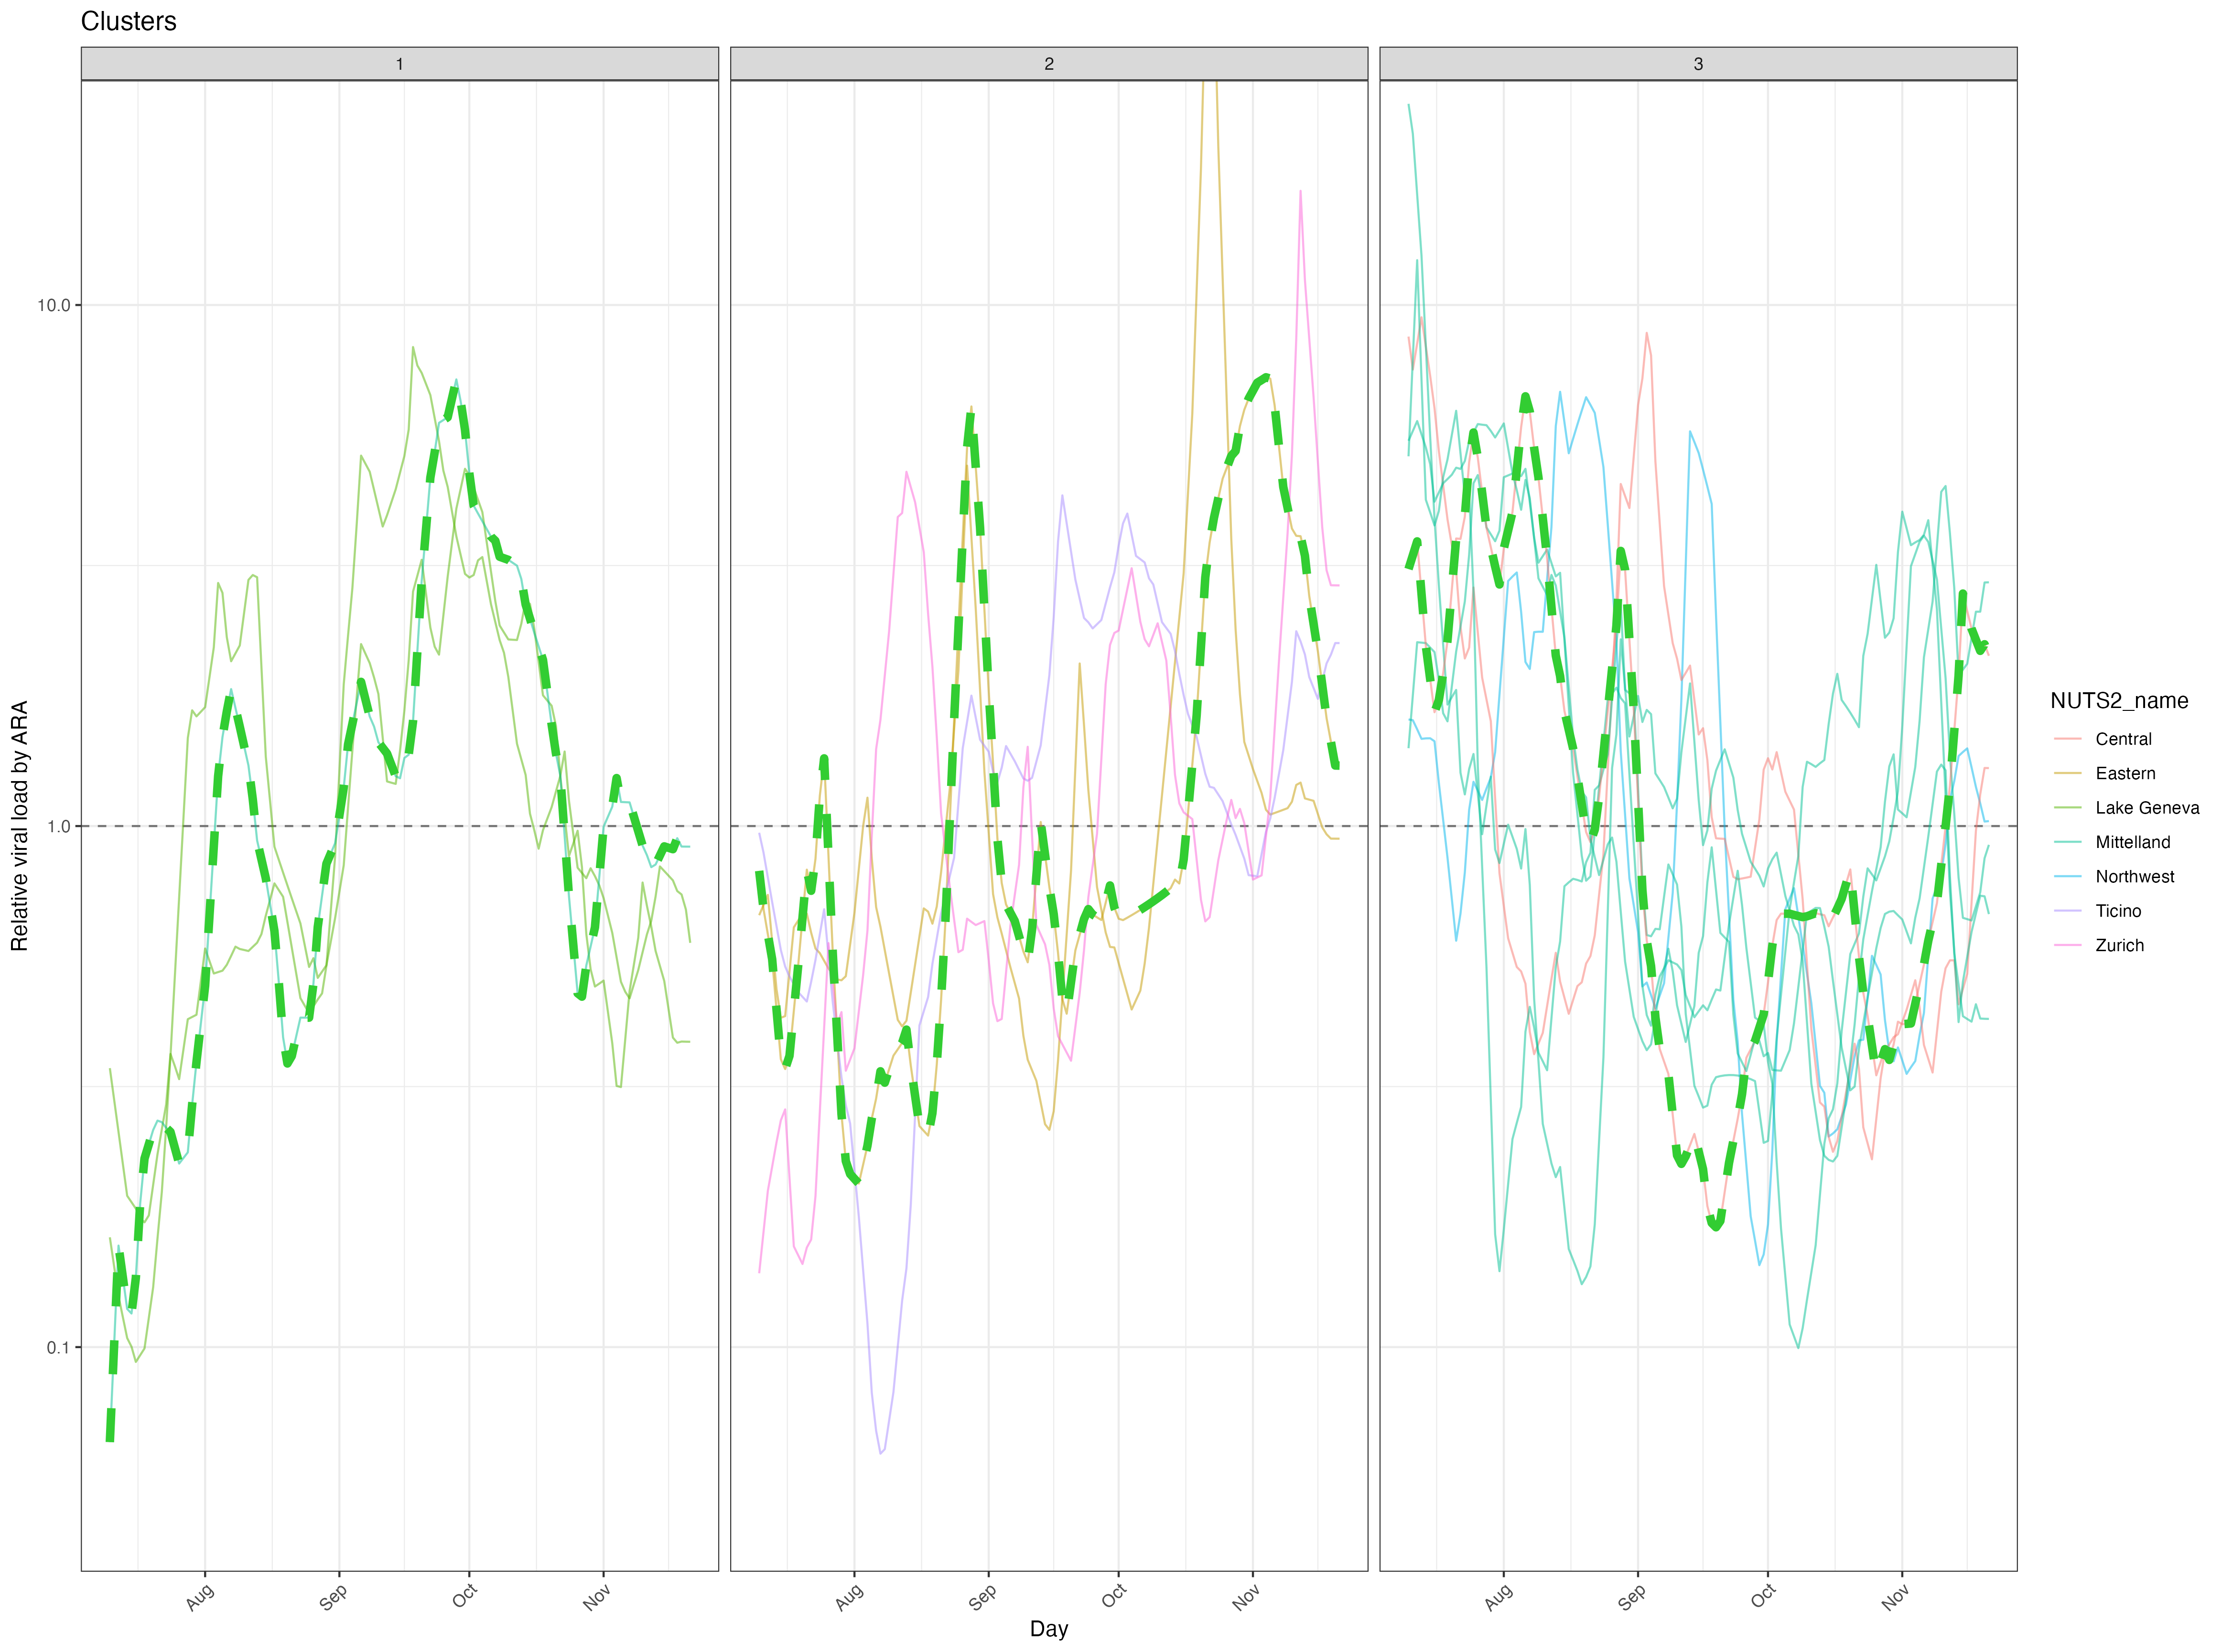 Clusters
1
2
3
Relative viral load by ARA
10.0
1.0
0.1
Aug
Sep
Oct
Nov
Aug
Sep
Oct
Nov
Aug
Sep
Oct
Nov
Day
NUTS2_name
Central
Eastern
Lake Geneva
Mittelland
Northwest
Ticino
Zurich